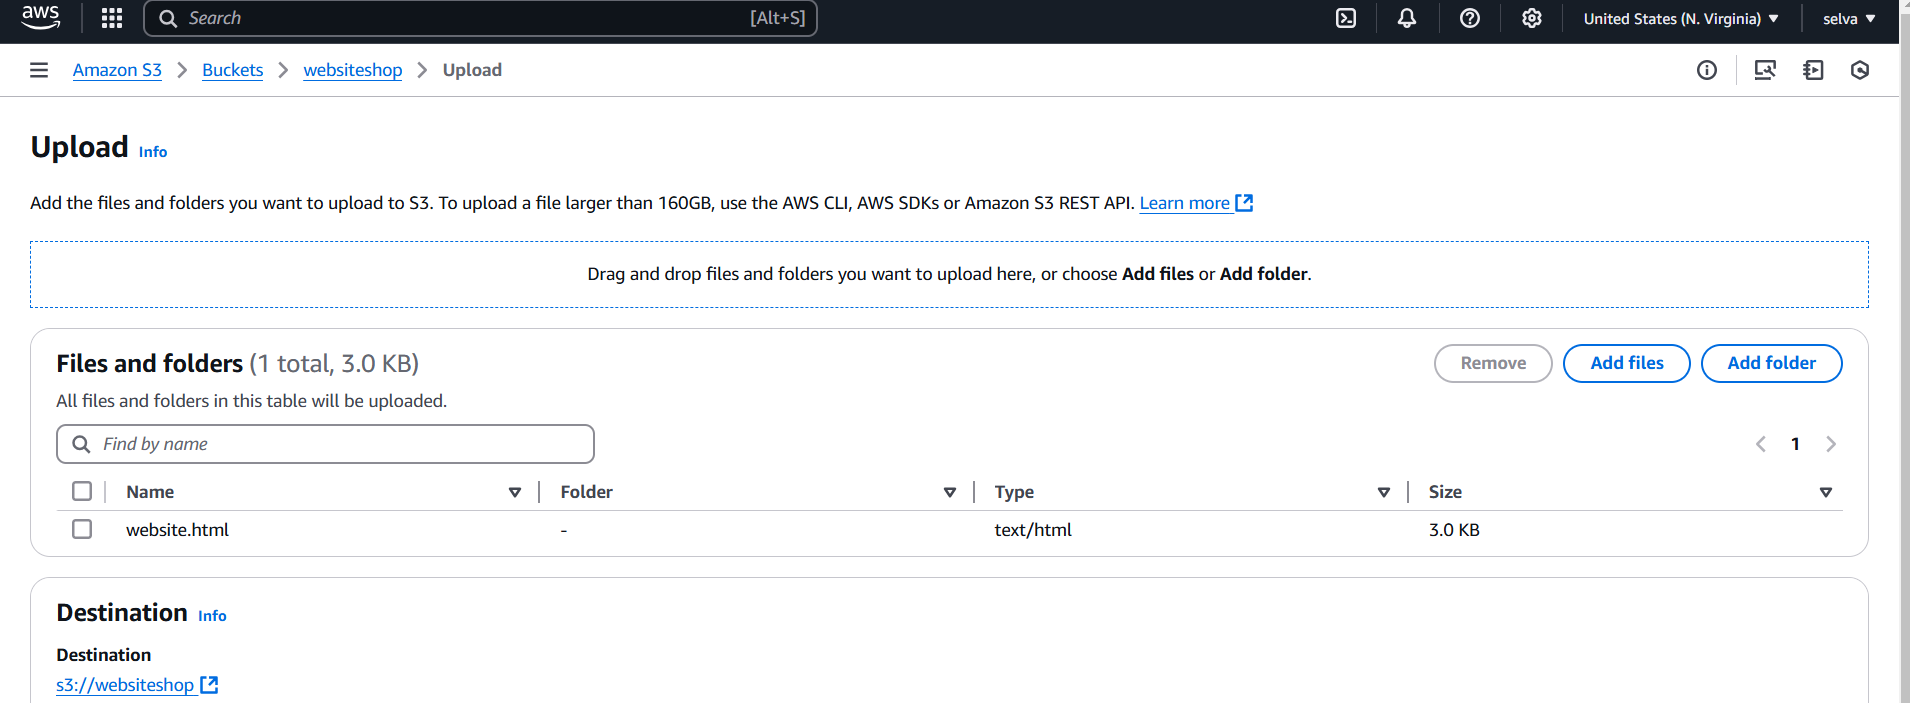 aws Search [Alt+S] United States (N. Virginia) selva
Amazon S3 Buckets websiteshop Upload
Upload Info
Add the files and folders you want to upload to S3. To upload a file larger than 160GB, use the AWS CLI, AWS SDKs or Amazon S3 REST API. Learn more
Drag and drop files and folders you want to upload here, or choose Add files or Add folder.
Files and folders (1 total, 3.0 KB) Remove Add files Add folder
All files and folders in this table will be uploaded.
Find by name 1
Name Folder Type Size
website.html - text/html 3.0 KB
Destination Info
Destination
s3://websiteshop